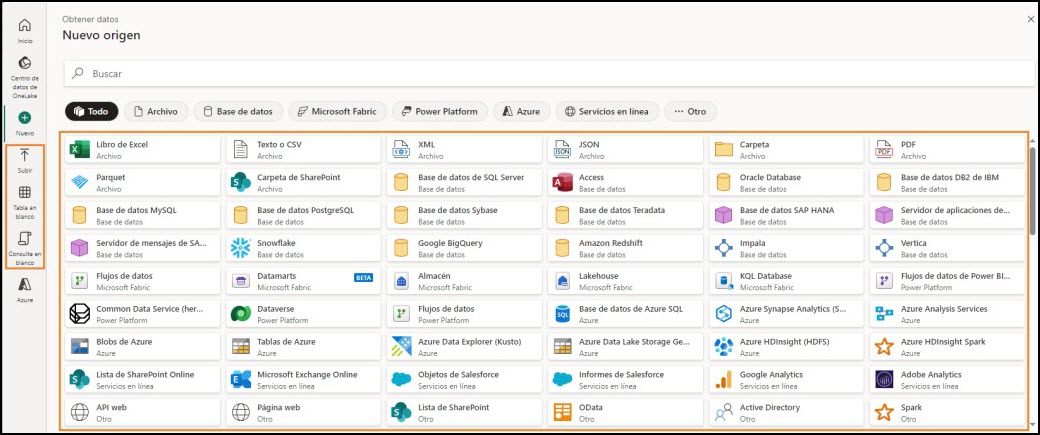 Obtener datos
Nuevo origen
Inicio
Centro de
datos de
OneLake
Nuevo
Subir
Tabla en
blanco
Consulta en
blanco
Azure
Buscar
Todo
Archivo
Base de datos
Microsoft Fabric
Power Platform
Azure
Servicios en línea
Otro
Libro de Excel
Archivo
Texto o CSV
Archivo
XML
Archivo
JSON
JSON
Archivo
Carpeta
Archivo
PDF
PDF
Archivo
Parquet
Archivo
Carpeta de SharePoint
Archivo
Base de datos de SQL Server
Base de datos
Access
Base de datos
Oracle Database
Base de datos
Base de datos DB2 de IBM
Base de datos
Base de datos MySQL
Base de datos
Base de datos PostgreSQL
Base de datos
Base de datos Sybase
Base de datos
Base de datos Teradata
Base de datos
Base de datos SAP HANA
Base de datos
Servidor de aplicaciones de...
Base de datos
Servidor de mensajes de SA...
Base de datos
Snowflake
Base de datos
Google BigQuery
Base de datos
Amazon Redshift
Base de datos
Impala
Base de datos
Vertica
Base de datos
Flujos de datos
Microsoft Fabric
Datamarts
Microsoft Fabric
BETA
Almacén
Microsoft Fabric
Lakehouse
Microsoft Fabric
KQL Database
Microsoft Fabric
Flujos de datos de Power BI...
Microsoft Fabric
Common Data Service (her...
Power Platform
Dataverse
Power Platform
Flujos de datos
Power Platform
SQL
Base de datos de Azure SQL
Azure
Azure Synapse Analytics (S...
Azure
Azure Analysis Services
Azure
Blobs de Azure
Azure
Tablas de Azure
Azure
Azure Data Explorer (Kusto)
Azure
Azure Data Lake Storage Ge...
Azure
Azure HDInsight (HDFS)
Azure
Azure HDInsight Spark
Azure
Lista de SharePoint Online
Servicios en línea
Microsoft Exchange Online
Servicios en línea
Objetos de Salesforce
Servicios en línea
Informes de Salesforce
Servicios en línea
Google Analytics
Servicios en línea
Adobe Analytics
Servicios en línea
API web
Otro
Página web
Otro
Lista de SharePoint
Otro
OData
Otro
Active Directory
Otro
Spark
Otro